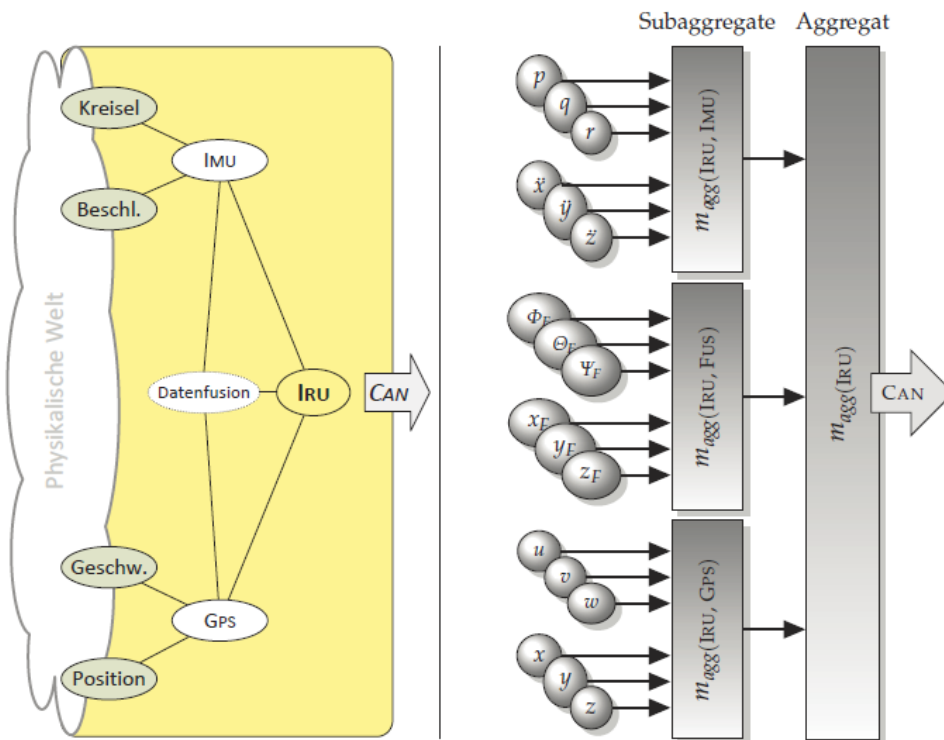 Physikalische Welt
Kreisel
Beschl.
IMU
Datenfusion
IRU
CAN
Geschw.
GPS
Position
Subaggregate
Aggregat
p
q
r
ẍ
ÿ
z̈
m_agg(IRU, IMU)
Φ_F
Θ_F
Ψ_F
x_F
y_F
z_F
m_agg(IRU, FUS)
u
v
w
x
y
z
m_agg(IRU, GPS)
m_agg(IRU)
CAN